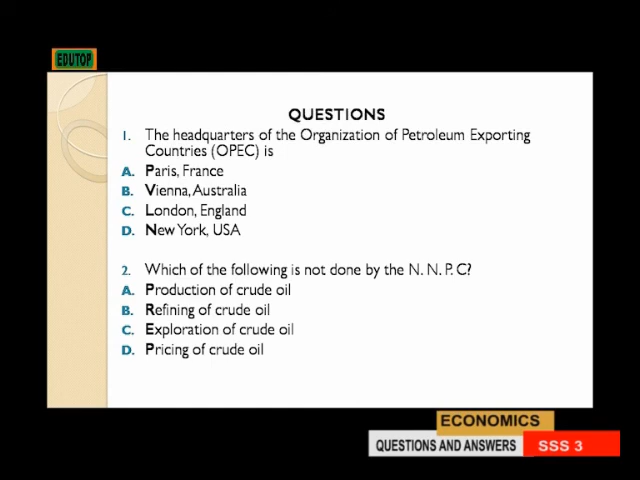 EDUTOP
QUESTIONS
1. The headquarters of the Organization of Petroleum Exporting
Countries (OPEC) is
A. Paris, France
B. Vienna, Australia
C. London, England
D. New York, USA
2. Which of the following is not done by the N. N. P. C?
A. Production of crude oil
B. Refining of crude oil
C. Exploration of crude oil
D. Pricing of crude oil
ECONOMICS
QUESTIONS AND ANSWERS SSS 3